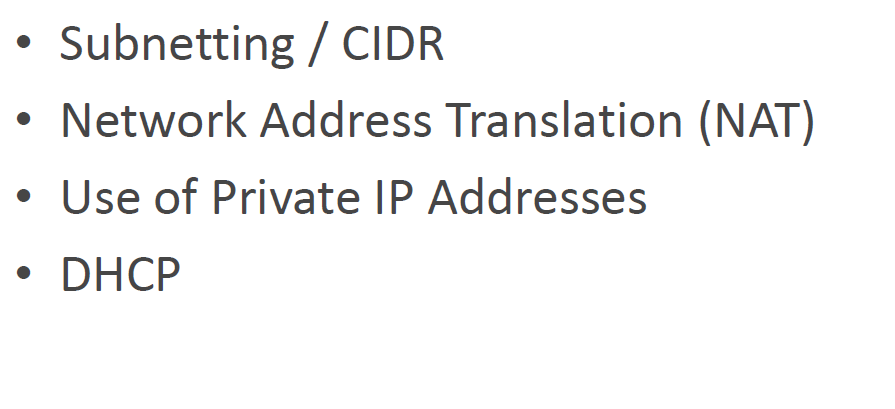 • Subnetting / CIDR
• Network Address Translation (NAT)
• Use of Private IP Addresses
• DHCP